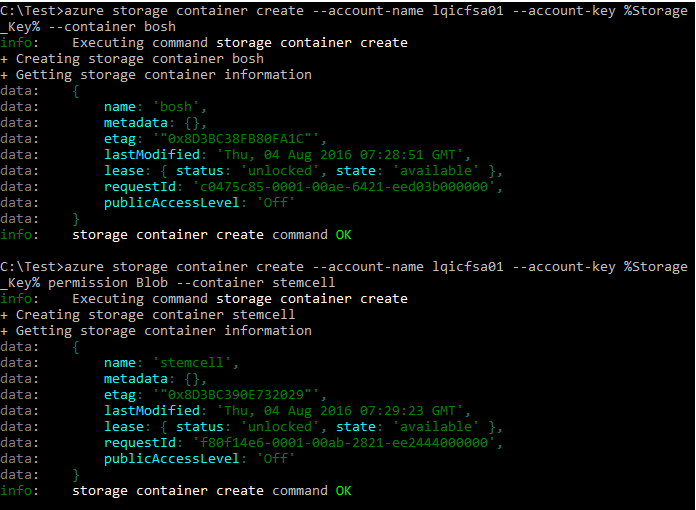 C:\Test>azure storage container create --account-name lqicfsa01 --account-key %Storage
_Key% --container bosh
info:    Executing command storage container create
+ Creating storage container bosh
+ Getting storage container information
data:    {
data:        name: 'bosh',
data:        metadata: {},
data:        etag: '"0x8D3BC38FB80FA1C"',
data:        lastModified: 'Thu, 04 Aug 2016 07:28:51 GMT',
data:        lease: { status: 'unlocked', state: 'available' },
data:        requestId: 'c0475c85-0001-00ae-6421-eed03b000000',
data:        publicAccessLevel: 'Off'
data:    }
info:    storage container create command OK
C:\Test>azure storage container create --account-name lqicfsa01 --account-key %Storage
_Key% permission Blob --container stemcell
info:    Executing command storage container create
+ Creating storage container stemcell
+ Getting storage container information
data:    {
data:        name: 'stemcell',
data:        metadata: {},
data:        etag: '"0x8D3BC390E732029"',
data:        lastModified: 'Thu, 04 Aug 2016 07:29:23 GMT',
data:        lease: { status: 'unlocked', state: 'available' },
data:        requestId: 'f80f14e6-0001-00ab-2821-ee2444000000',
data:        publicAccessLevel: 'Off'
data:    }
info:    storage container create command OK